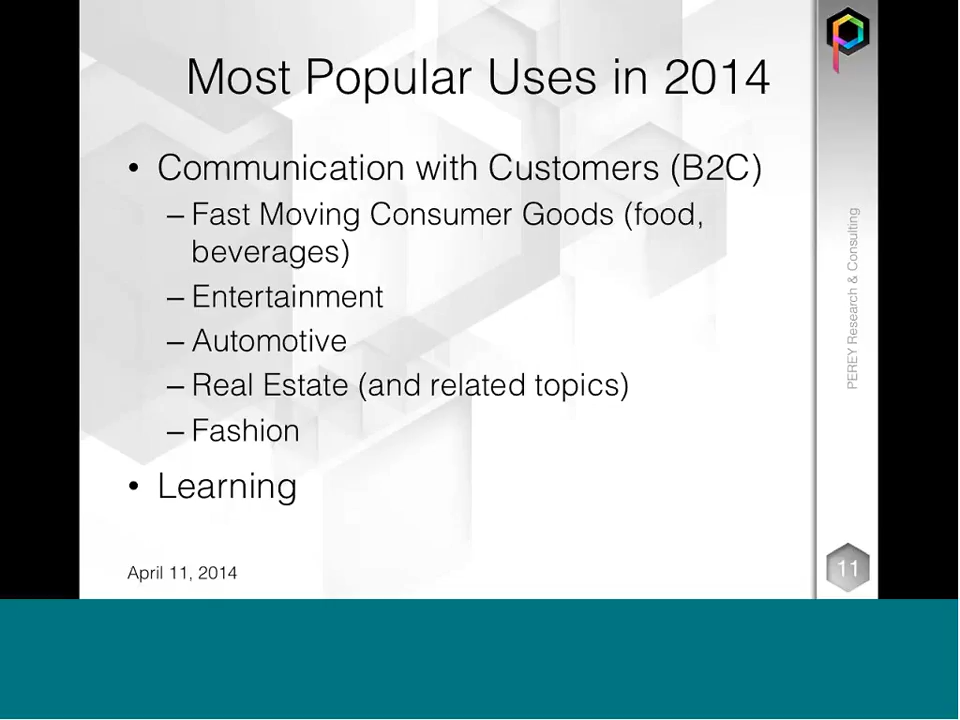 Most Popular Uses in 2014
• Communication with Customers (B2C)
– Fast Moving Consumer Goods (food,
beverages)
– Entertainment
– Automotive
– Real Estate (and related topics)
– Fashion
• Learning
April 11, 2014
PEREY Research & Consulting
11